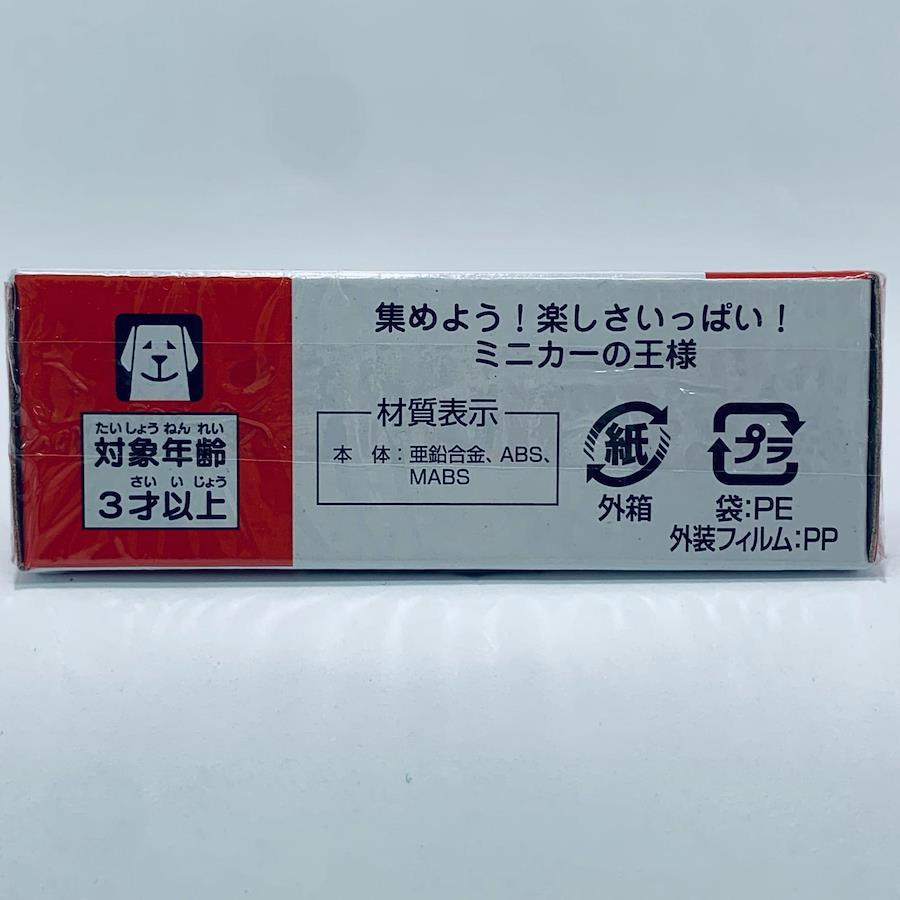 集めよう！楽しさいっぱい！
ミニカーの王様
たいしょうねんれい
対象年齢
さいいじょう
3才以上
材質表示
本　体：亜鉛合金、ABS、
MABS
紙
外箱
プラ
袋：PE
外装フィルム：PP